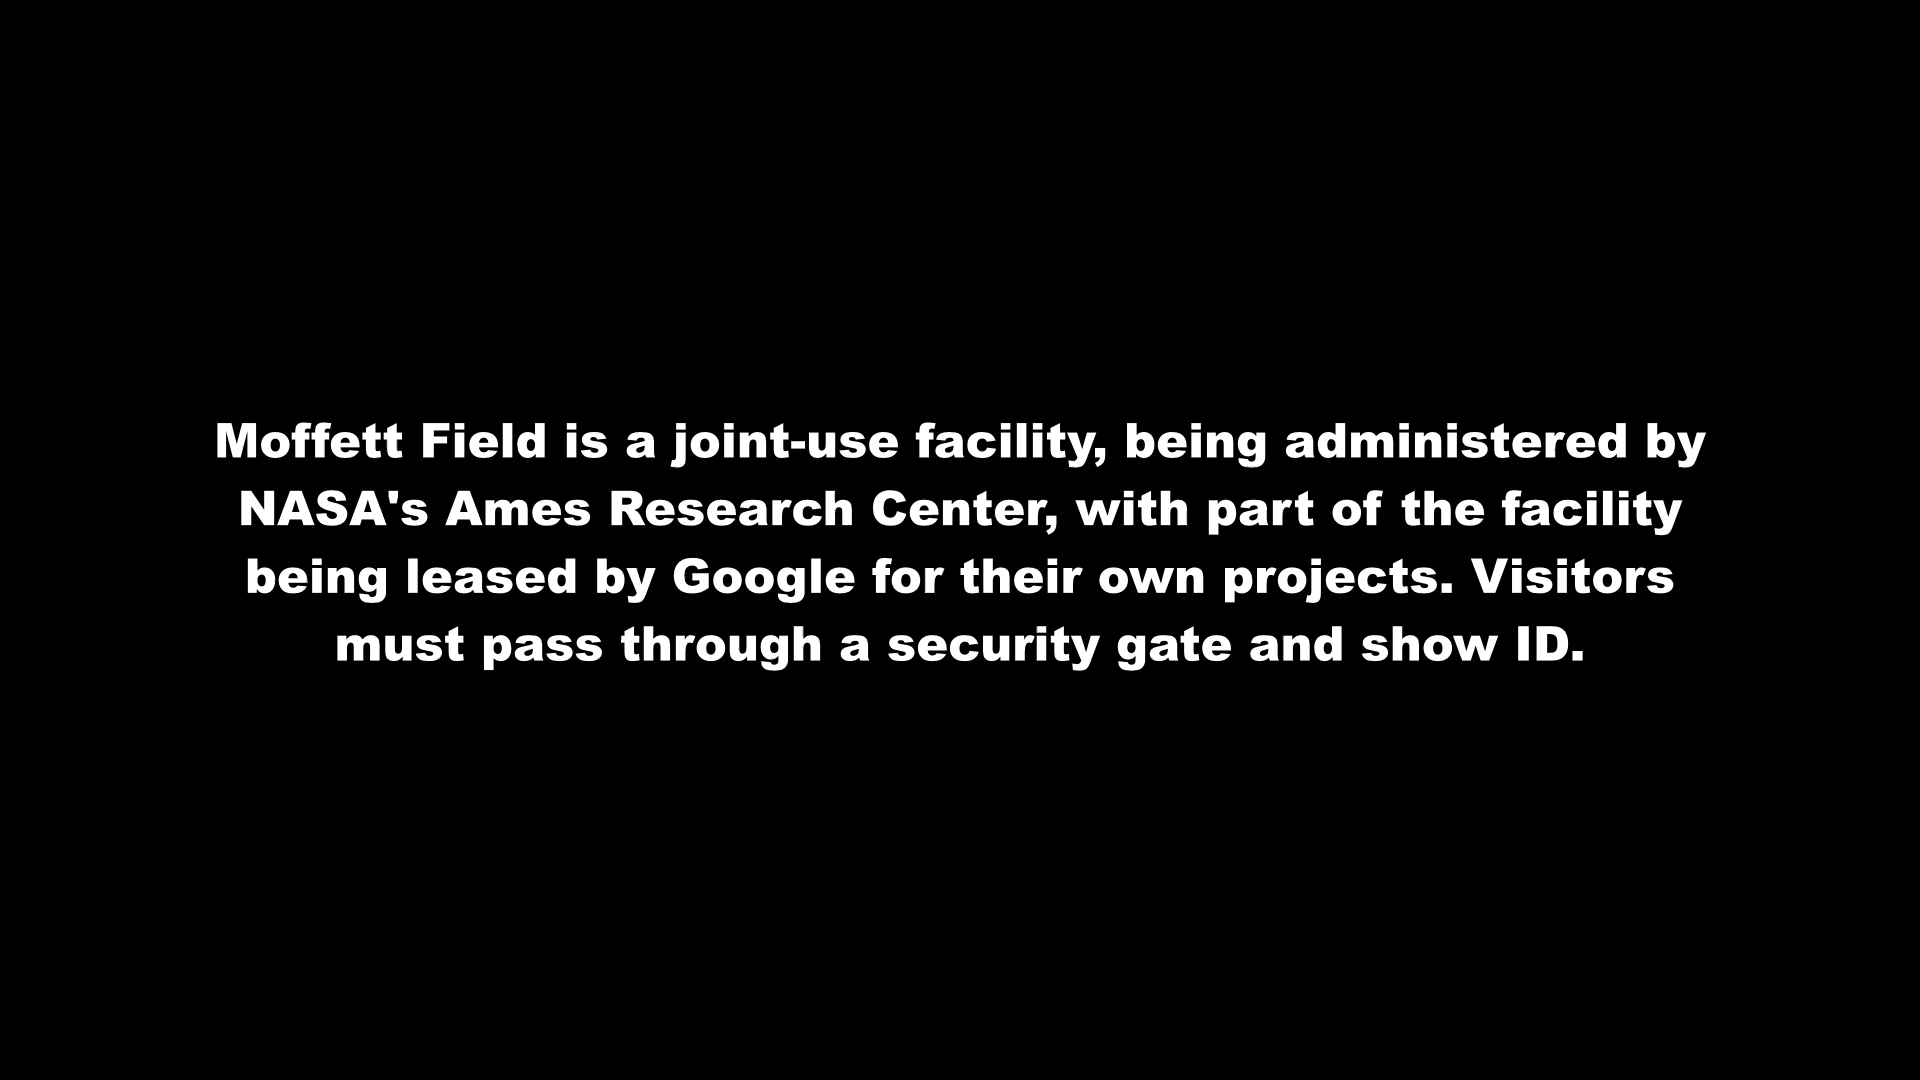 Moffett Field is a joint-use facility, being administered by
NASA's Ames Research Center, with part of the facility
being leased by Google for their own projects. Visitors
must pass through a security gate and show ID.